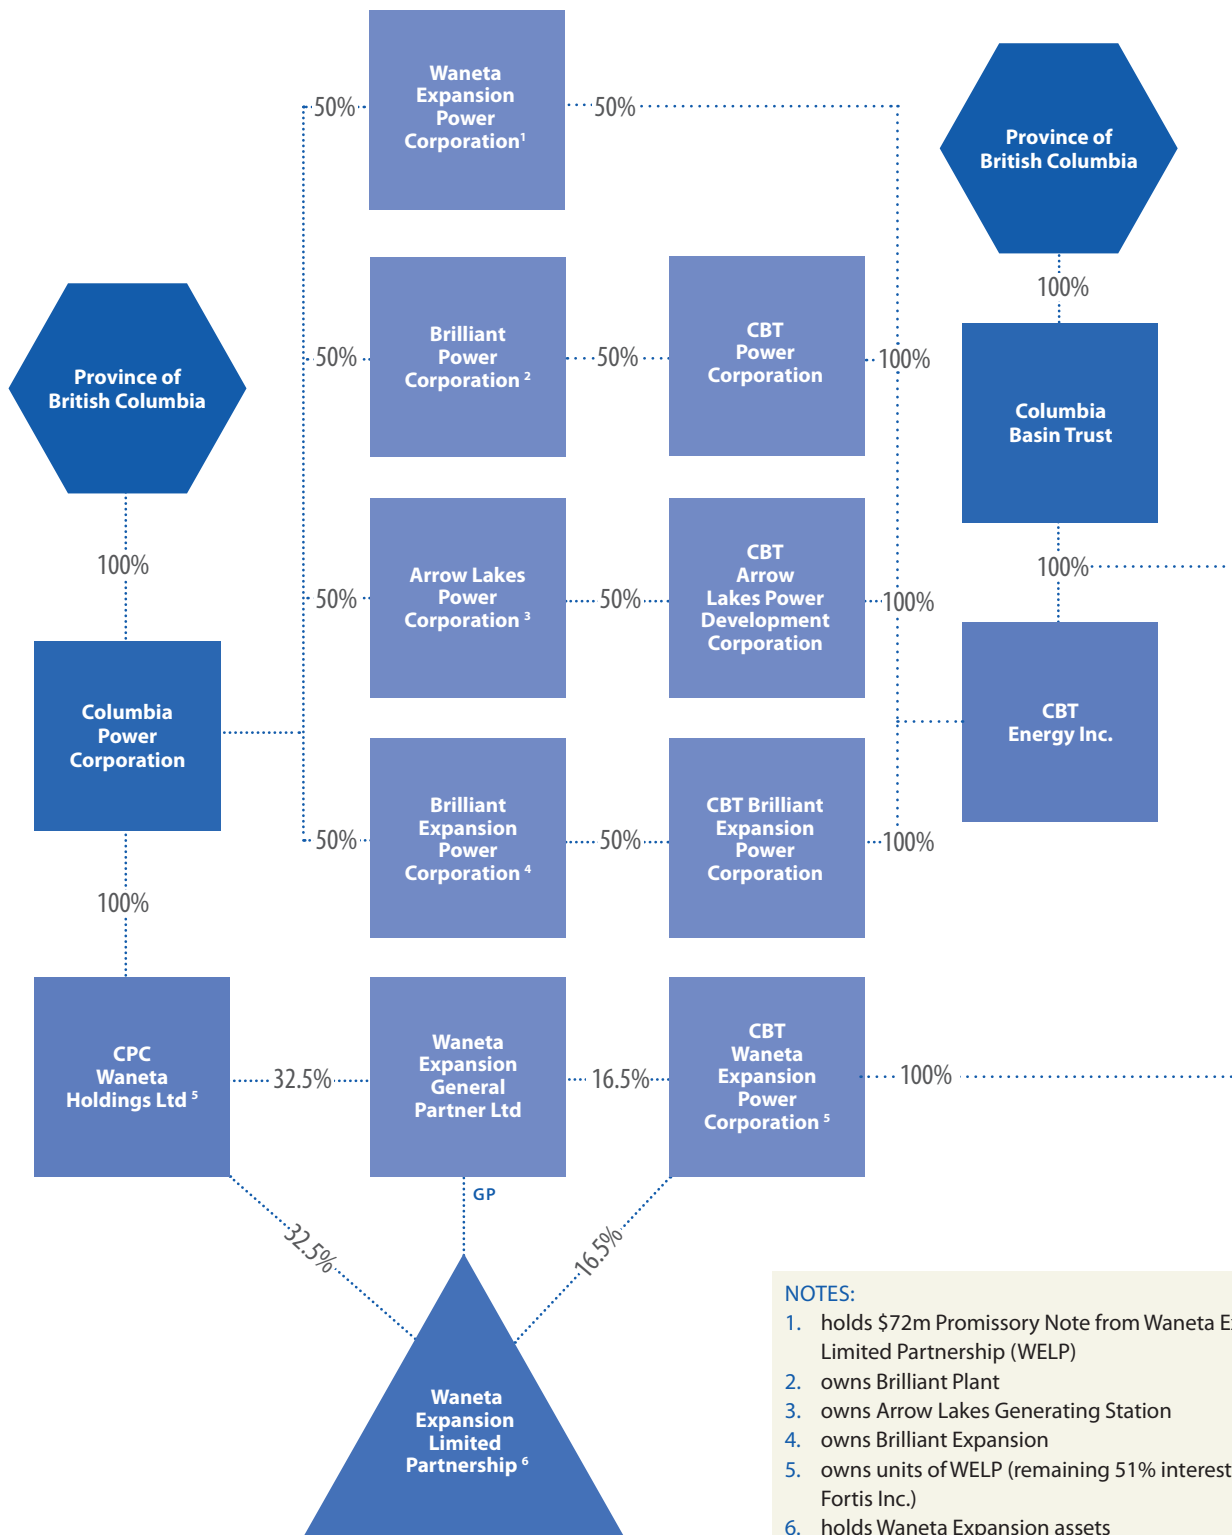 Waneta
Expansion
Power
Corporation1
50%
50%
Province of
British Columbia
100%
Brilliant
Power
Corporation 2
CBT
Power
Corporation
50%
50%
100%
Province of
British Columbia
Columbia
Basin Trust
100%
100%
Arrow Lakes
Power
Corporation 3
CBT
Arrow
Lakes Power
Development
Corporation
50%
50%
100%
Columbia
Power
Corporation
CBT
Energy Inc.
Brilliant
Expansion
Power
Corporation 4
CBT Brilliant
Expansion
Power
Corporation
50%
50%
100%
100%
CPC
Waneta
Holdings Ltd 5
32.5%
Waneta
Expansion
General
Partner Ltd
16.5%
CBT
Waneta
Expansion
Power
Corporation 5
100%
GP
32.5%
16.5%
Waneta
Expansion
Limited
Partnership 6
NOTES:
1. holds $72m Promissory Note from Waneta E
Limited Partnership (WELP)
2. owns Brilliant Plant
3. owns Arrow Lakes Generating Station
4. owns Brilliant Expansion
5. owns units of WELP (remaining 51% interest
Fortis Inc.)
6. holds Waneta Expansion assets